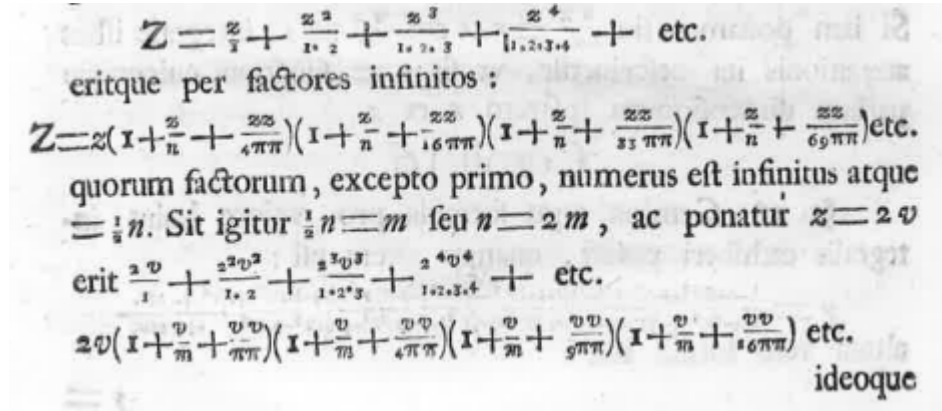 Z = z/1 + z²/1. 2 + z³/1. 2. 3 + z⁴/1.2.3.4 + etc.
eritque per factores infinitos :
Z=z(1+z/n + zz/4ππ)(1+z/n + zz/16ππ)(1+z/n + zz/33 ππ)(1+z/n + zz/69ππ)etc.
quorum factorum, excepto primo, numerus eſt infinitus atque
= ½n. Sit igitur ½n=m ſeu n=2m, ac ponatur z=2v
erit 2v/1 + 2²v²/1. 2 + 2³v³/1.2.3 + 2⁴v⁴/1.2.3.4 + etc.
2v(1+v/m+vv/ππ)(1+v/m+vv/4ππ)(1+v/m+vv/9ππ)(1+v/m+vv/16ππ) etc.
ideoque